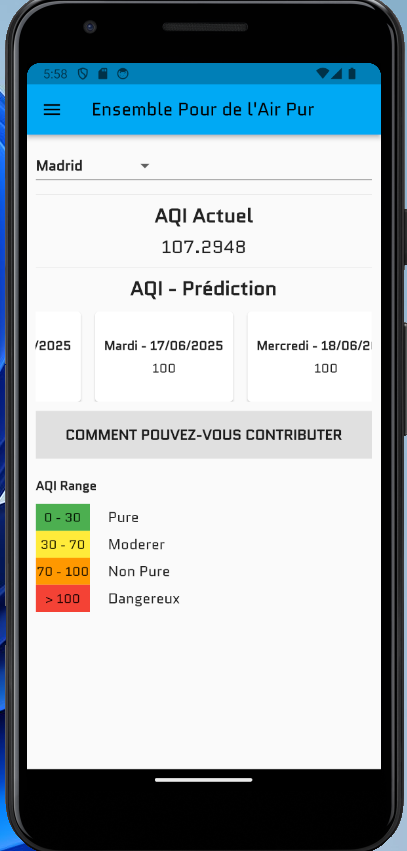 5:58
Ensemble Pour de l'Air Pur
Madrid
AQI Actuel
107.2948
AQI - Prédiction
/2025
Mardi - 17/06/2025
100
Mercredi - 18/06/2
100
COMMENT POUVEZ-VOUS CONTRIBUTER
AQI Range
0 - 30 Pure
30 - 70 Moderer
70 - 100 Non Pure
> 100 Dangereux